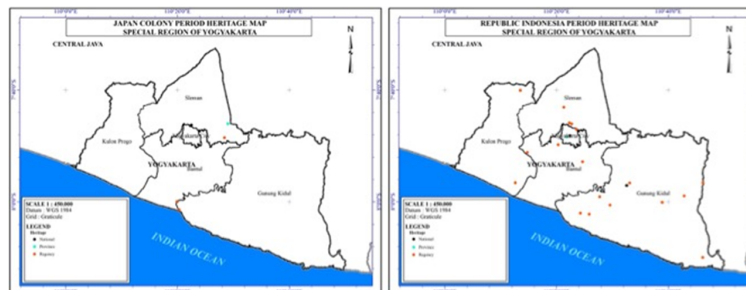 JAPAN COLONY PERIOD HERITAGE MAP
SPECIAL REGION OF YOGYAKARTA
CENTRAL JAVA
N
Sleman
Kulon Progo
YOGYAKARTA
Bantul
Gunung Kidul
SCALE 1 : 450.000
Datum : WGS 1984
Grid : Graticule
LEGEND
Heritage
National
Province
Regency
INDIAN OCEAN
REPUBLIC INDONESIA PERIOD HERITAGE MAP
SPECIAL REGION OF YOGYAKARTA
CENTRAL JAVA
N
Sleman
Kulon Progo
YOGYAKARTA
Bantul
Gunung Kidul
SCALE 1 : 450.000
Datum : WGS 1984
Grid : Graticule
LEGEND
Heritage
National
Province
Regency
INDIAN OCEAN